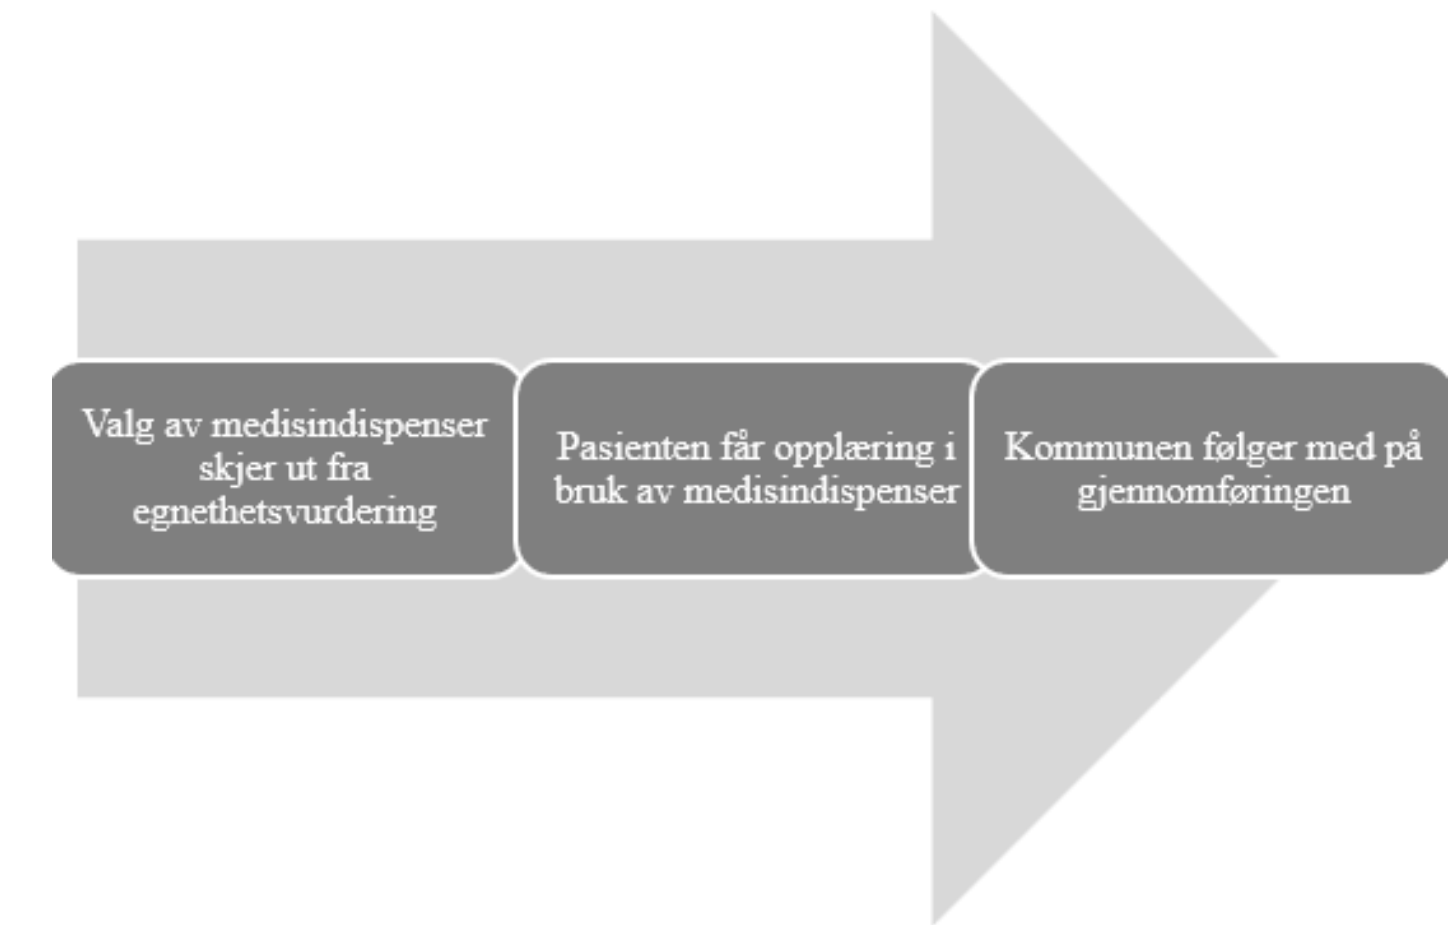 Valg av medisindispenser
skjer ut fra
egnethetsvurdering
Pasienten får opplæring i
bruk av medisindispenser
Kommunen følger med på
gjennomføringen